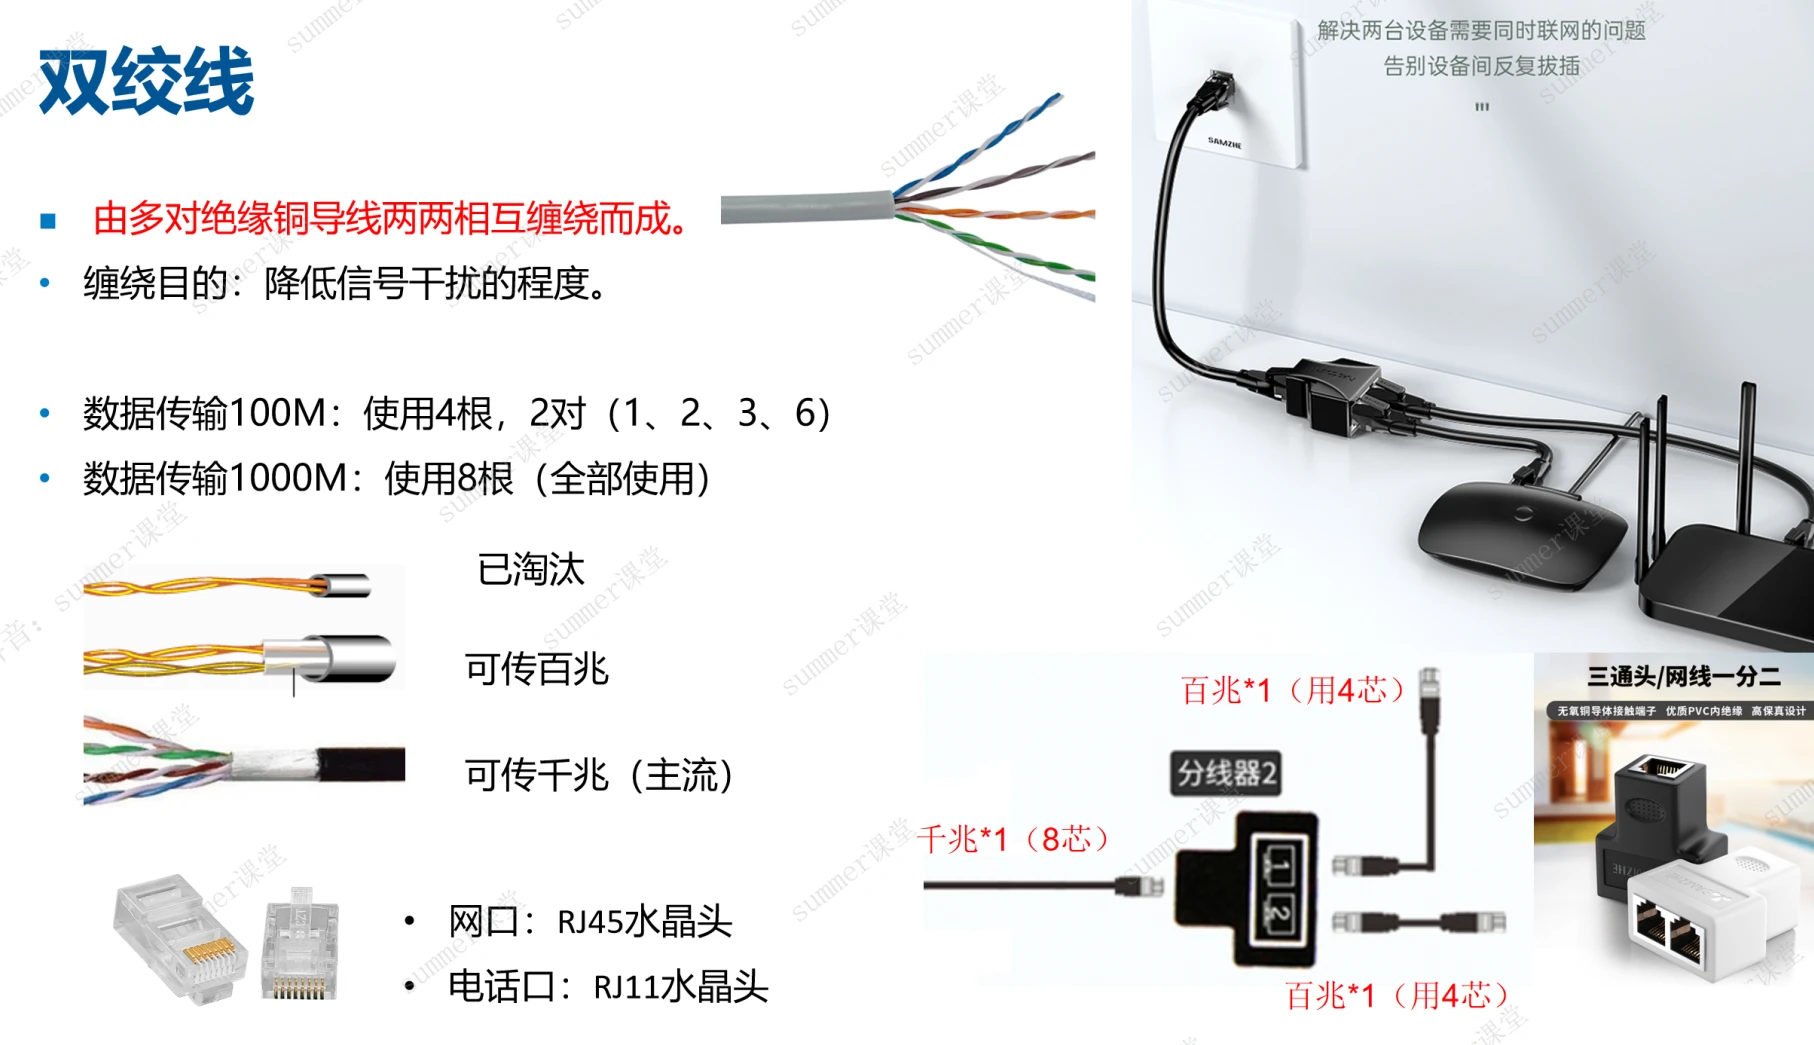 双绞线
由多对绝缘铜导线两两相互缠绕而成。
缠绕目的：降低信号干扰的程度。
数据传输100M：使用4根，2对（1、2、3、6）
数据传输1000M：使用8根（全部使用）
已淘汰
可传百兆
可传千兆（主流）
网口：RJ45水晶头
电话口：RJ11水晶头
解决两台设备需要同时联网的问题
告别设备间反复拔插
SAMZHE
百兆*1（用4芯）
分线器2
千兆*1（8芯）
1
2
百兆*1（用4芯）
三通头/网线一分二
无氧铜导体接触端子 优质PVC内绝缘 高保真设计
summer课堂